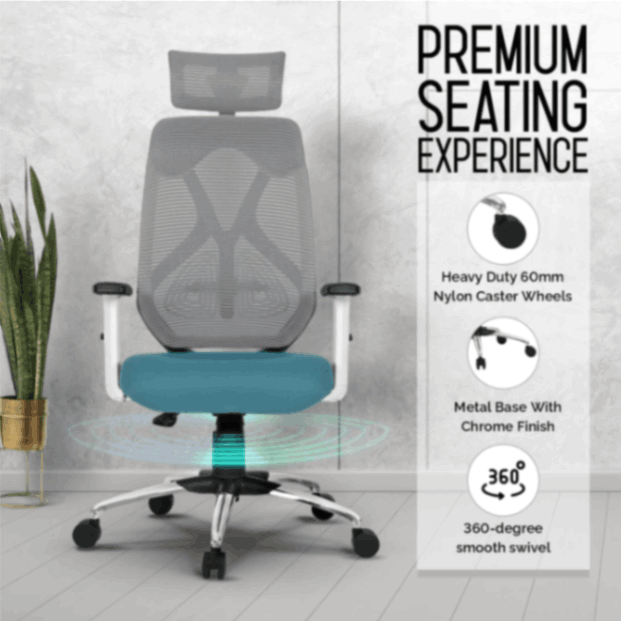 PREMIUM
SEATING
EXPERIENCE
Heavy Duty 60mm
Nylon Caster Wheels
Metal Base With
Chrome Finish
360°
360-degree
smooth swivel